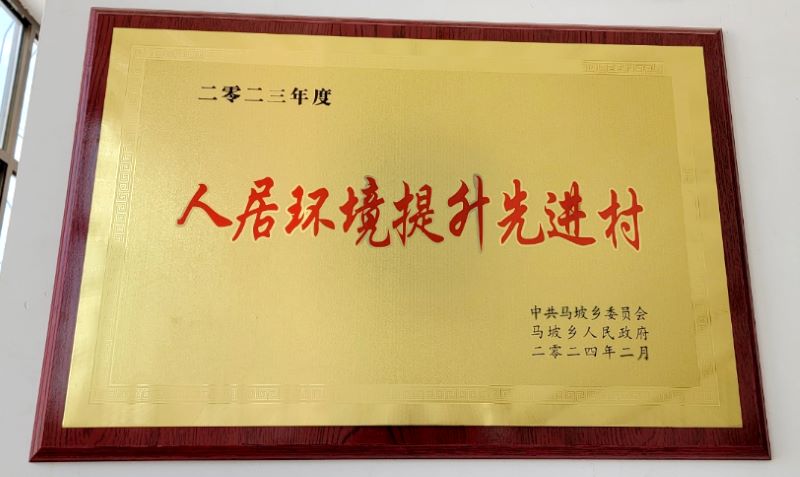 二零二三年度
人居环境提升先进村
中共马坡乡委员会
马坡乡人民政府
二零二四年二月